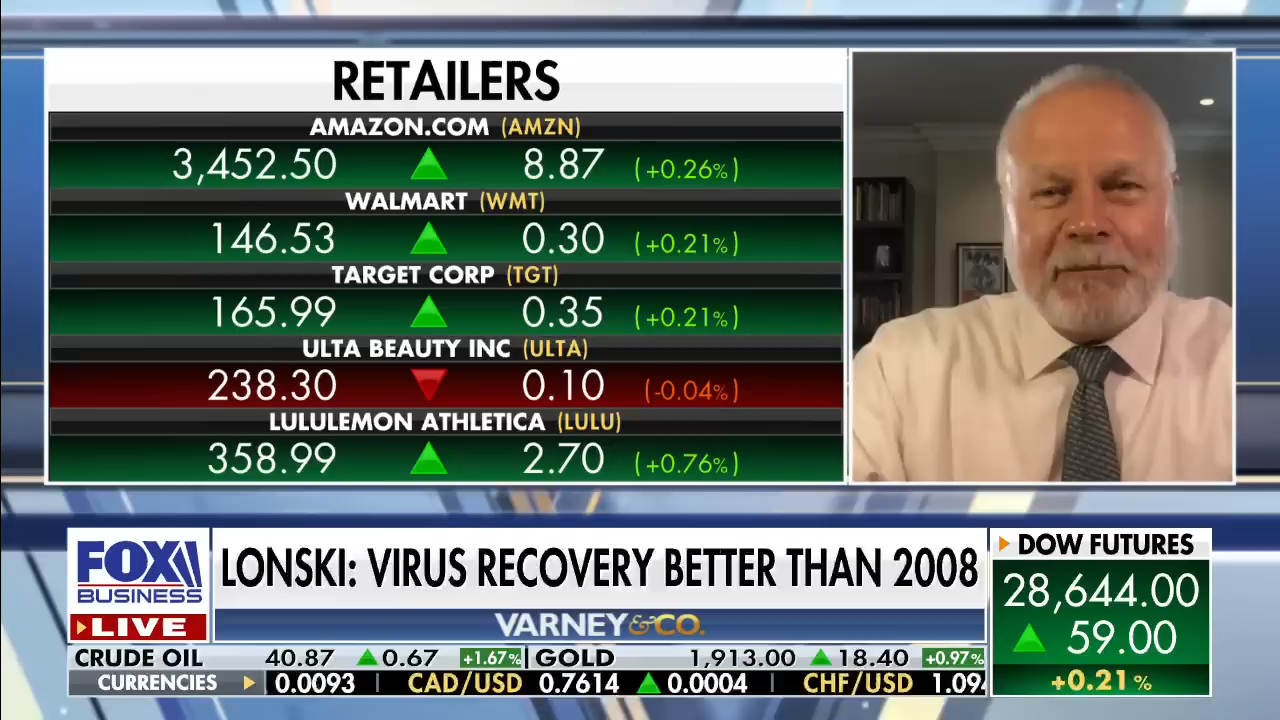 RETAILERS
AMAZON.COM (AMZN)
3,452.50 8.87 (+0.26%)
WALMART (WMT)
146.53 0.30 (+0.21%)
TARGET CORP (TGT)
165.99 0.35 (+0.21%)
ULTA BEAUTY INC (ULTA)
238.30 0.10 (-0.04%)
LULULEMON ATHLETICA (LULU)
358.99 2.70 (+0.76%)
FOX BUSINESS
LIVE
LONSKI: VIRUS RECOVERY BETTER THAN 2008
VARNEY & CO.
DOW FUTURES
28,644.00
59.00
+0.21%
CRUDE OIL 40.87 0.67 +1.67% GOLD 1,913.00 18.40 +0.97%
CURRENCIES 0.0093 CAD/USD 0.7614 0.0004 CHF/USD 1.09